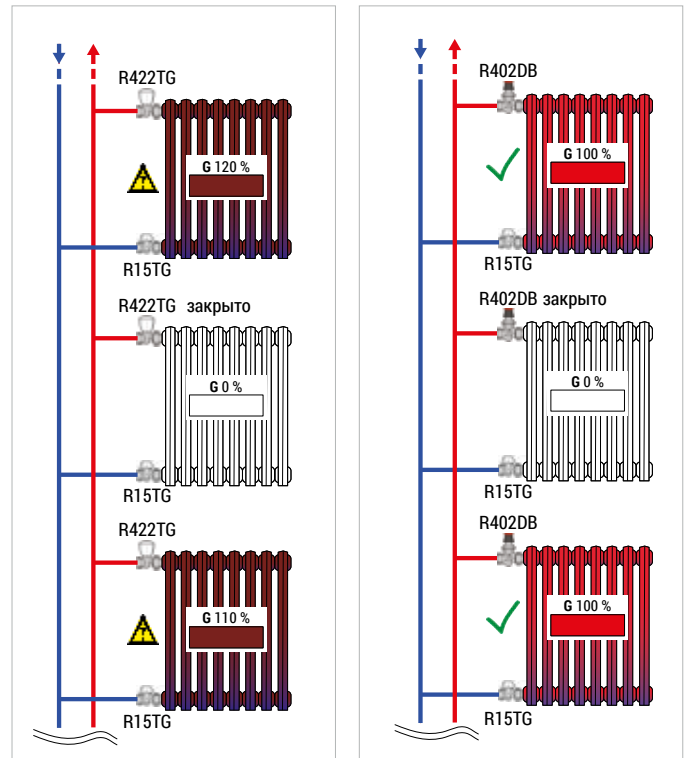 R422TG
G 120 %
R15TG
R422TG закрыто
G 0 %
R15TG
R422TG
G 110 %
R15TG
R402DB
G 100 %
R15TG
R402DB закрыто
G 0 %
R15TG
R402DB
G 100 %
R15TG